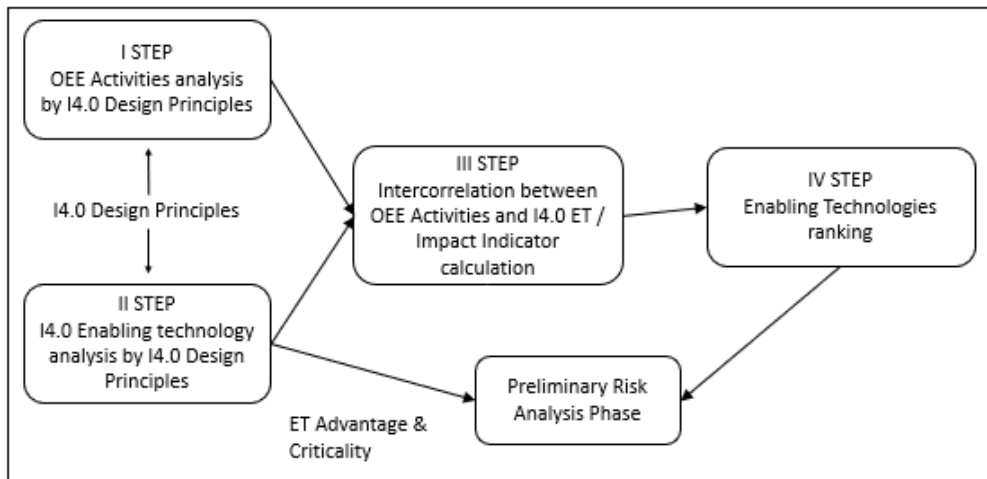 I STEP
OEE Activities analysis
by I4.0 Design Principles
I4.0 Design Principles
II STEP
I4.0 Enabling technology
analysis by I4.0 Design
Principles
III STEP
Intercorrelation between
OEE Activities and I4.0 ET /
Impact Indicator
calculation
IV STEP
Enabling Technologies
ranking
Preliminary Risk
Analysis Phase
ET Advantage &
Criticality